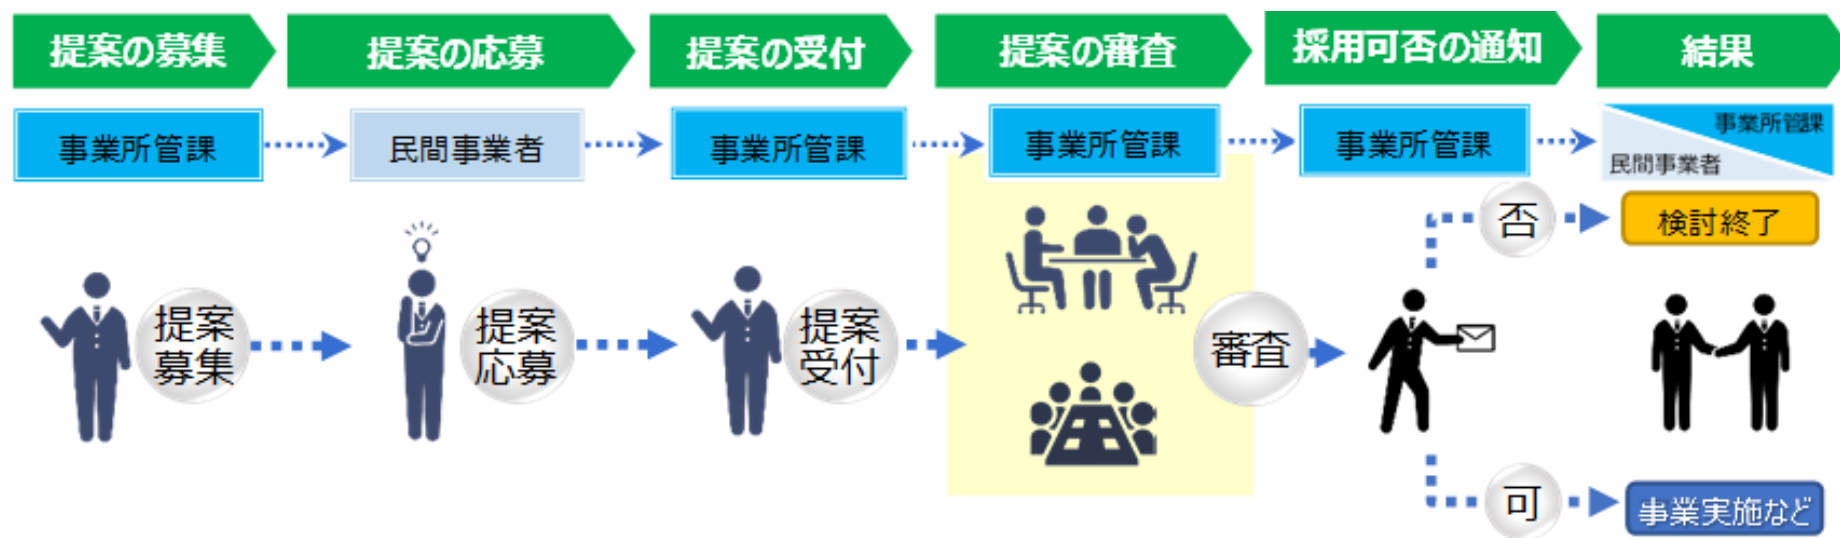 提案の募集
提案の応募
提案の受付
提案の審査
採用可否の通知
結果
事業所管課
民間事業者
事業所管課
事業所管課
事業所管課
事業所管課
民間事業者
否
検討終了
提案
募集
提案
応募
提案
受付
審査
可
事業実施など